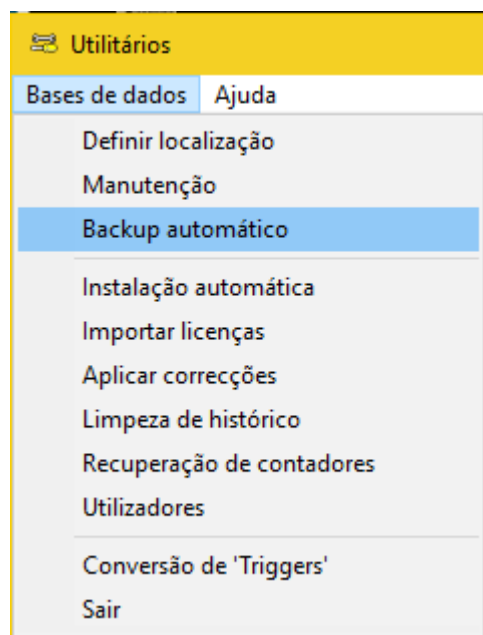 Utilitários
Bases de dados Ajuda
Definir localização
Manutenção
Backup automático
Instalação automática
Importar licenças
Aplicar correcções
Limpeza de histórico
Recuperação de contadores
Utilizadores
Conversão de 'Triggers'
Sair